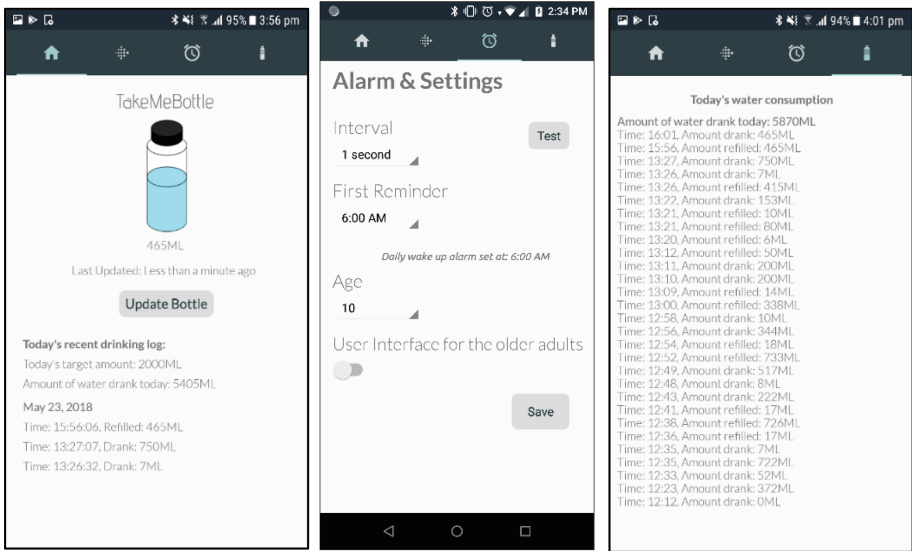 95% 3:56 pm
TakeMeBottle
465ML
Last Updated: Less than a minute ago
Update Bottle
Today's recent drinking log:
Today's target amount: 2000ML
Amount of water drank today: 5405ML
May 23, 2018
Time: 15:56:06, Refilled: 465ML
Time: 13:27:07, Drank: 750ML
Time: 13:26:32, Drank: 7ML
2:34 PM
Alarm & Settings
Interval
Test
1 second
First Reminder
6:00 AM
Daily wake up alarm set at: 6:00 AM
Age
10
User Interface for the older adults
Save
94% 4:01 pm
Today's water consumption
Amount of water drank today: 5870ML
Time: 16:01, Amount drank: 465ML
Time: 15:56, Amount refilled: 465ML
Time: 13:27, Amount drank: 750ML
Time: 13:26, Amount drank: 7ML
Time: 13:26, Amount refilled: 415ML
Time: 13:22, Amount drank: 153ML
Time: 13:21, Amount refilled: 10ML
Time: 13:21, Amount refilled: 80ML
Time: 13:20, Amount refilled: 6ML
Time: 13:12, Amount refilled: 50ML
Time: 13:11, Amount drank: 200ML
Time: 13:10, Amount drank: 200ML
Time: 13:09, Amount refilled: 14ML
Time: 13:00, Amount refilled: 338ML
Time: 12:58, Amount drank: 10ML
Time: 12:56, Amount drank: 344ML
Time: 12:54, Amount refilled: 18ML
Time: 12:52, Amount refilled: 733ML
Time: 12:49, Amount drank: 517ML
Time: 12:48, Amount drank: 8ML
Time: 12:43, Amount drank: 222ML
Time: 12:41, Amount refilled: 17ML
Time: 12:38, Amount refilled: 726ML
Time: 12:36, Amount refilled: 17ML
Time: 12:35, Amount drank: 7ML
Time: 12:35, Amount drank: 722ML
Time: 12:33, Amount drank: 52ML
Time: 12:23, Amount drank: 372ML
Time: 12:12, Amount drank: 0ML